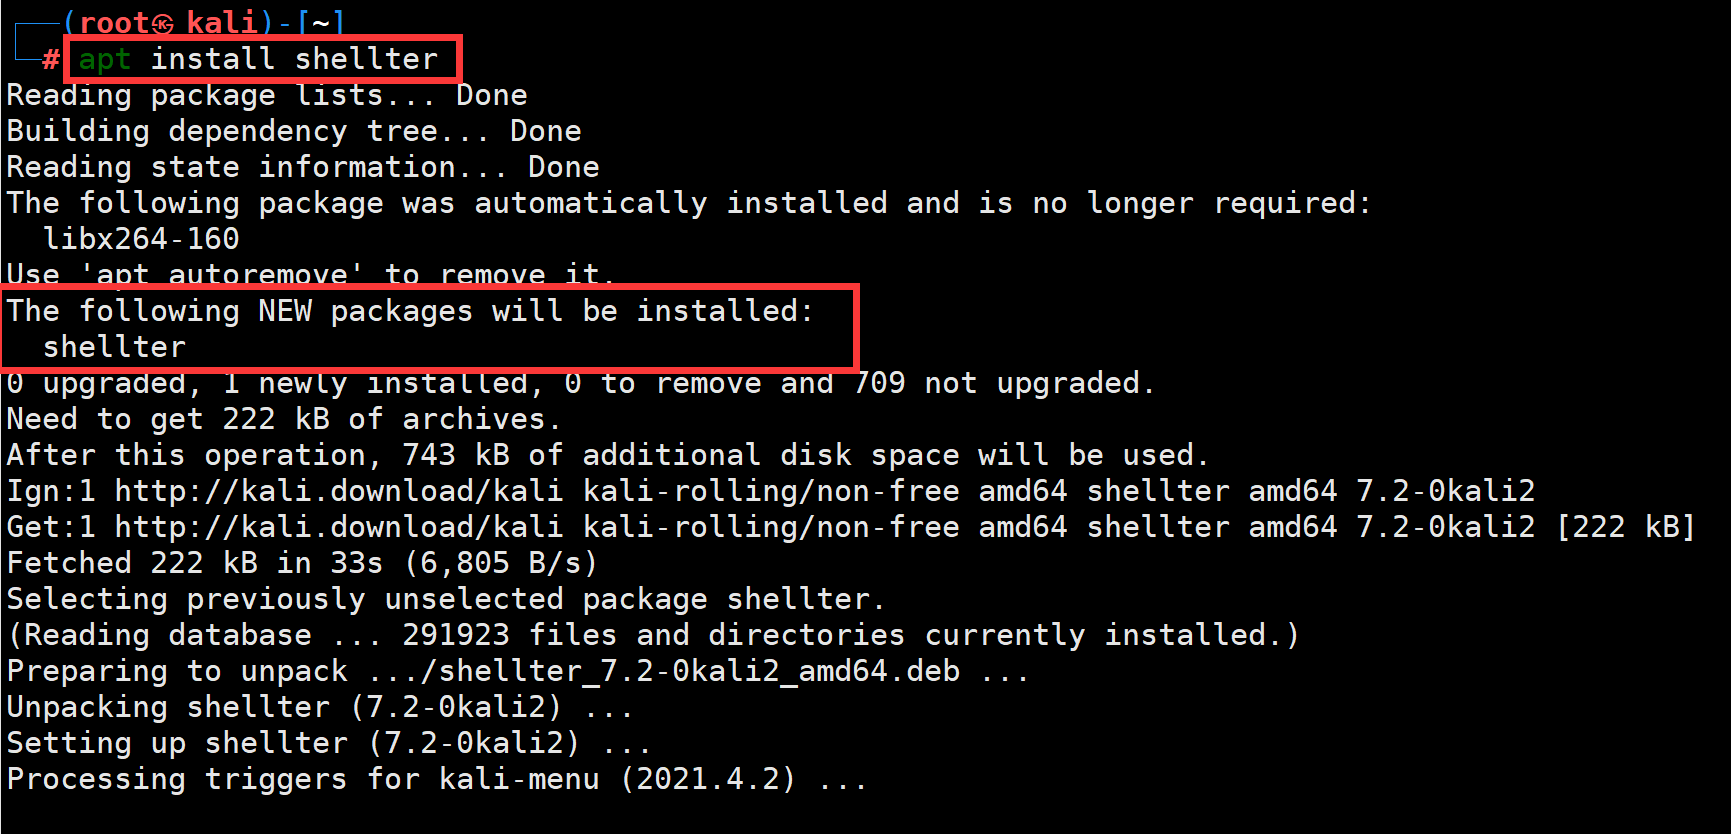 (root㉿kali)-[~]
# apt install shellter
Reading package lists... Done
Building dependency tree... Done
Reading state information... Done
The following package was automatically installed and is no longer required:
  libx264-160
Use 'apt autoremove' to remove it.
The following NEW packages will be installed:
  shellter
0 upgraded, 1 newly installed, 0 to remove and 709 not upgraded.
Need to get 222 kB of archives.
After this operation, 743 kB of additional disk space will be used.
Ign:1 http://kali.download/kali kali-rolling/non-free amd64 shellter amd64 7.2-0kali2
Get:1 http://kali.download/kali kali-rolling/non-free amd64 shellter amd64 7.2-0kali2 [222 kB]
Fetched 222 kB in 33s (6,805 B/s)
Selecting previously unselected package shellter.
(Reading database ... 291923 files and directories currently installed.)
Preparing to unpack .../shellter_7.2-0kali2_amd64.deb ...
Unpacking shellter (7.2-0kali2) ...
Setting up shellter (7.2-0kali2) ...
Processing triggers for kali-menu (2021.4.2) ...